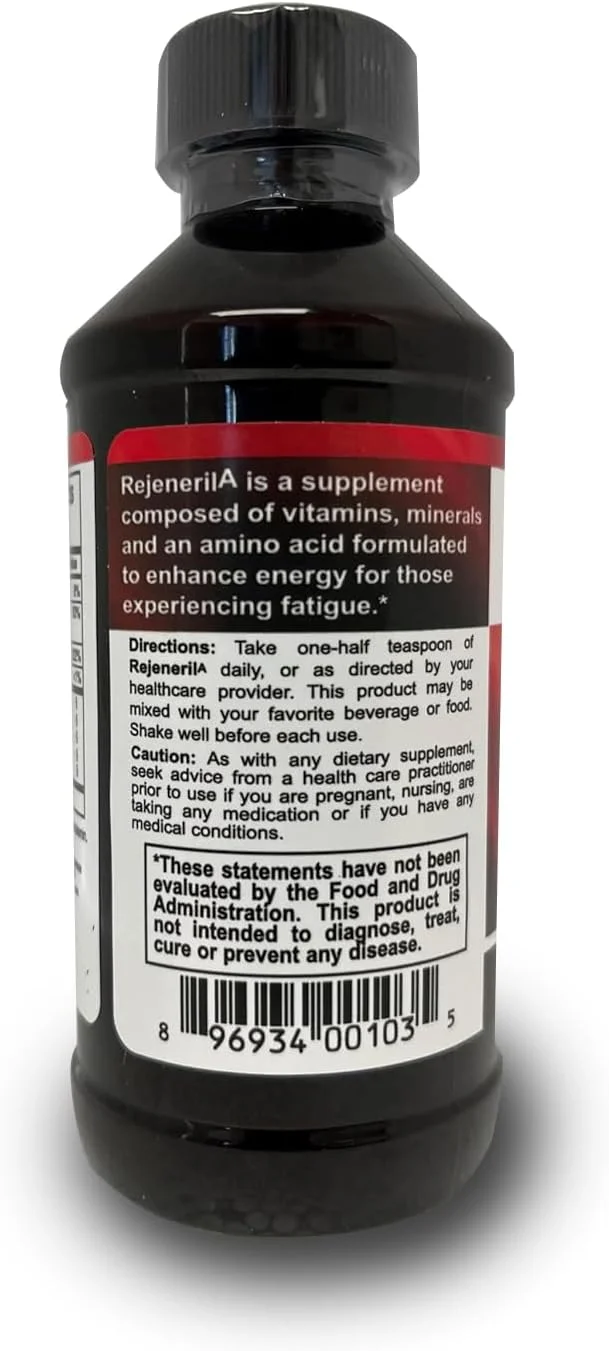 RejenerilA is a supplement
composed of vitamins, minerals
and an amino acid formulated
to enhance energy for those
experiencing fatigue.*
Directions: Take one-half teaspoon of
RejenerilA daily, or as directed by your
healthcare provider. This product may be
mixed with your favorite beverage or food.
Shake well before each use.
Caution: As with any dietary supplement,
seek advice from a health care practitioner
prior to use if you are pregnant, nursing, are
taking any medication or if you have any
medical conditions.
*These statements have not been
evaluated by the Food and Drug
Administration. This product is
not intended to diagnose, treat,
cure or prevent any disease.
8 96934 00103 5